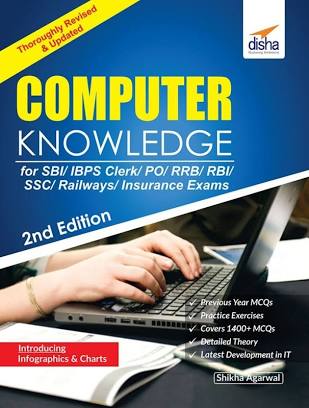 Thoroughly Revised
& Updated
disha
COMPUTER
KNOWLEDGE
for SBI/ IBPS Clerk/ PO/ RRB/ RBI/
SSC/ Railways/ Insurance Exams
2nd Edition
Previous Year MCQs
Practice Exercises
Covers 1400+ MCQs
Detailed Theory
Latest Development in IT
Introducing
Infographics & Charts
Shikha Agarwal